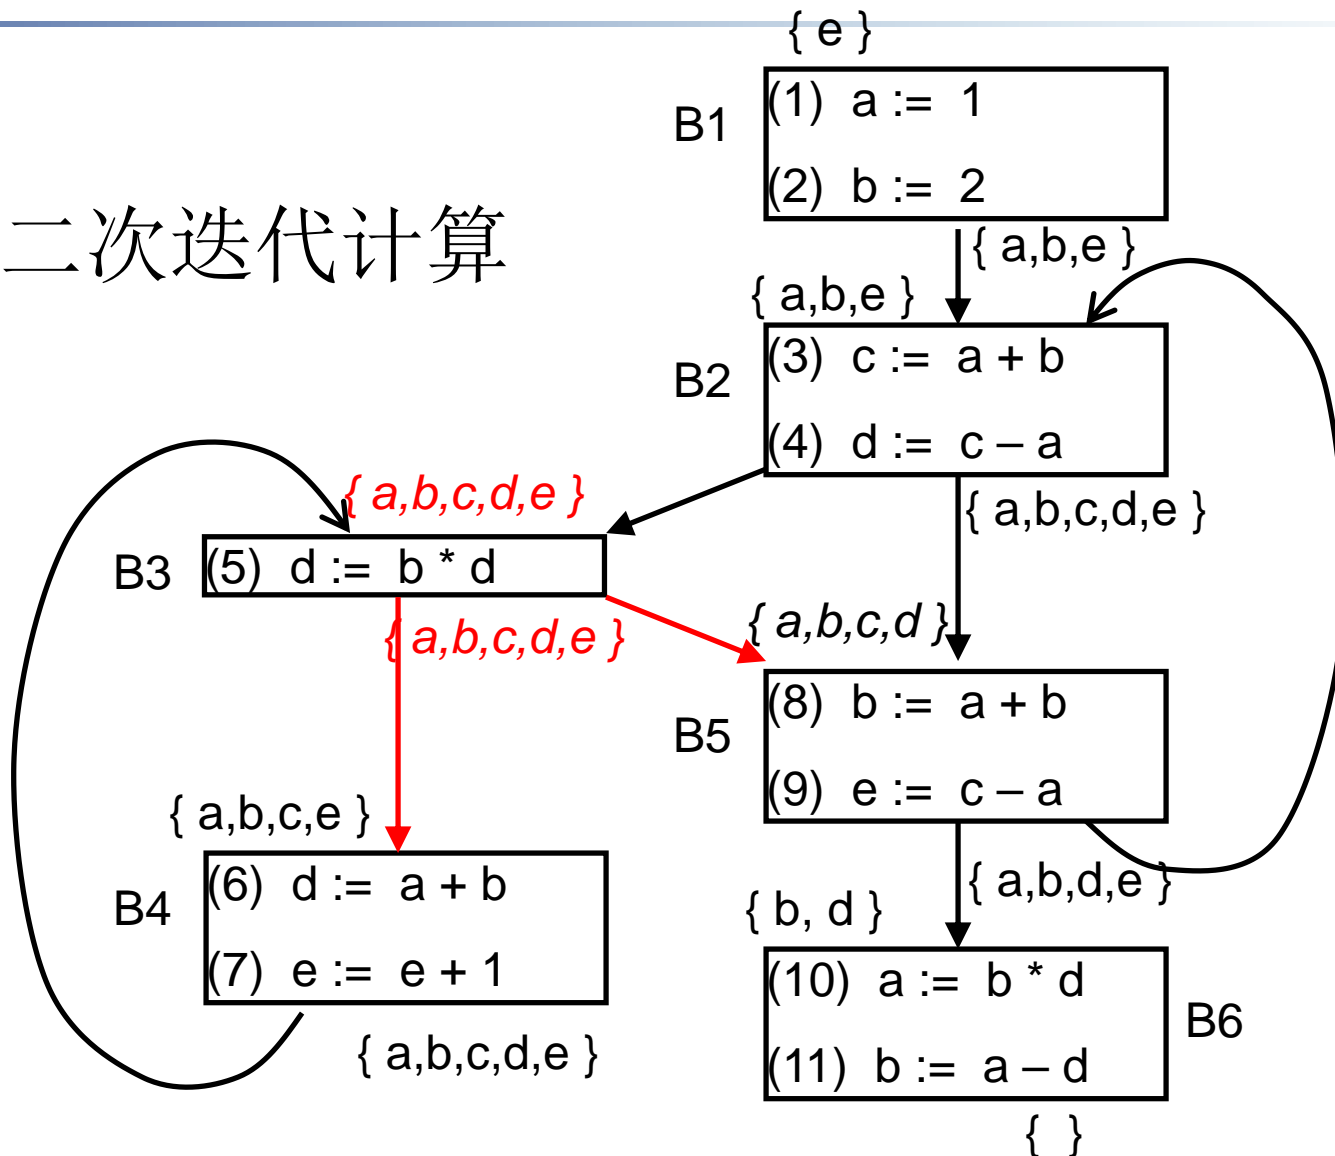 { e }
B1
(1) a := 1
(2) b := 2
二次迭代计算
{ a,b,e }
{ a,b,e }
B2
(3) c := a + b
(4) d := c – a
{ a,b,c,d,e }
{ a,b,c,d,e }
B3
(5) d := b * d
{ a,b,c,d,e }
{ a,b,c,d }
B5
(8) b := a + b
(9) e := c – a
{ a,b,c,e }
B4
(6) d := a + b
(7) e := e + 1
{ a,b,c,d,e }
{ a,b,d,e }
{ b, d }
(10) a := b * d
(11) b := a – d
B6
{ }